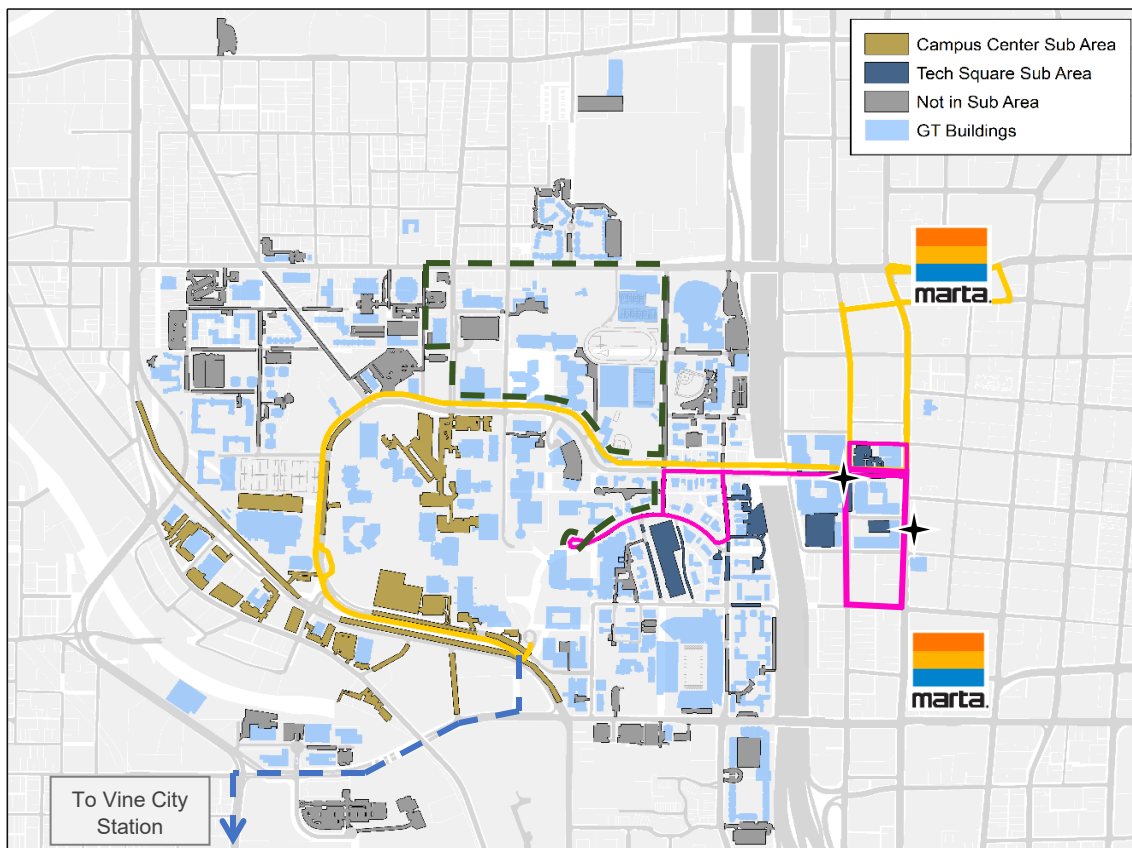 Campus Center Sub Area
Tech Square Sub Area
Not in Sub Area
GT Buildings
marta.
marta.
To Vine City
Station